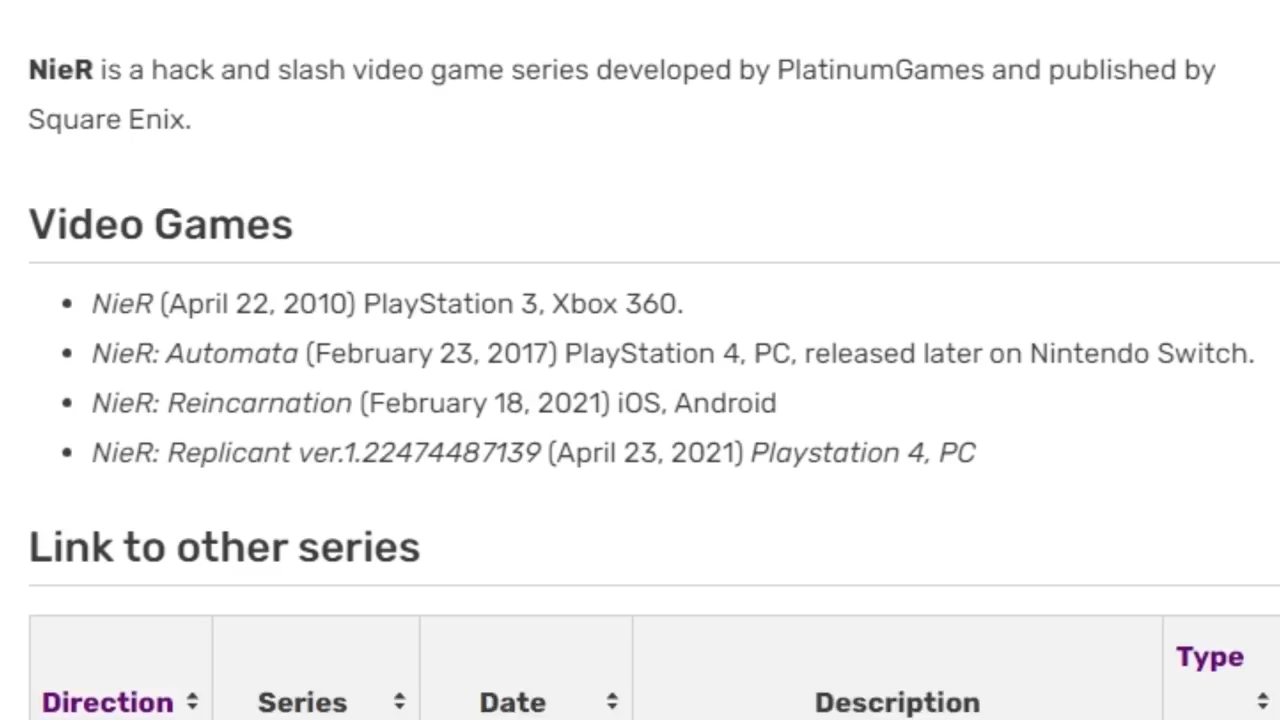 NieR is a hack and slash video game series developed by PlatinumGames and published by
Square Enix.
Video Games
• NieR (April 22, 2010) PlayStation 3, Xbox 360.
• NieR: Automata (February 23, 2017) PlayStation 4, PC, released later on Nintendo Switch.
• NieR: Reincarnation (February 18, 2021) iOS, Android
• NieR: Replicant ver.1.22474487139 (April 23, 2021) Playstation 4, PC
Link to other series
Direction Series Date Description Type